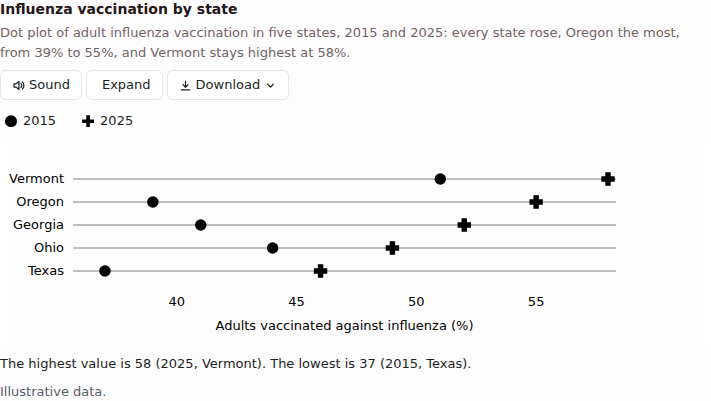 Influenza vaccination by state
Dot plot of adult influenza vaccination in five states, 2015 and 2025: every state rose, Oregon the most,
from 39% to 55%, and Vermont stays highest at 58%.
Sound Expand Download
2015 2025
Vermont
Oregon
Georgia
Ohio
Texas
40 45 50 55
Adults vaccinated against influenza (%)
The highest value is 58 (2025, Vermont). The lowest is 37 (2015, Texas).
Illustrative data.